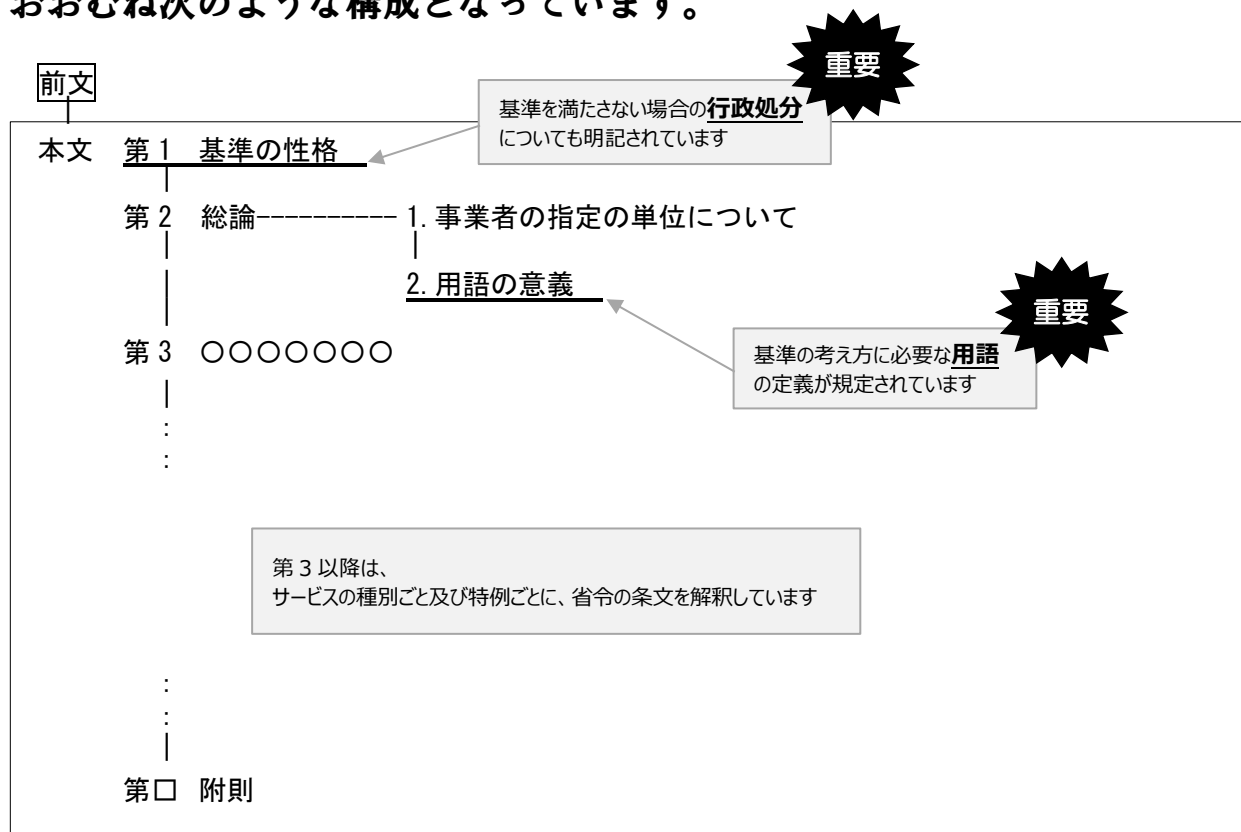 おおむね次のような構成となっています。
重要
前文
基準を満たさない場合の行政処分
についても明記されています
本文 第1 基準の性格
第2 総論---------- 1.事業者の指定の単位について
2.用語の意義
重要
第3 〇〇〇〇〇〇〇
基準の考え方に必要な用語
の定義が規定されています
:
:
第3以降は、
サービスの種別ごと及び特例ごとに、省令の条文を解釈しています
:
:
第□ 附則